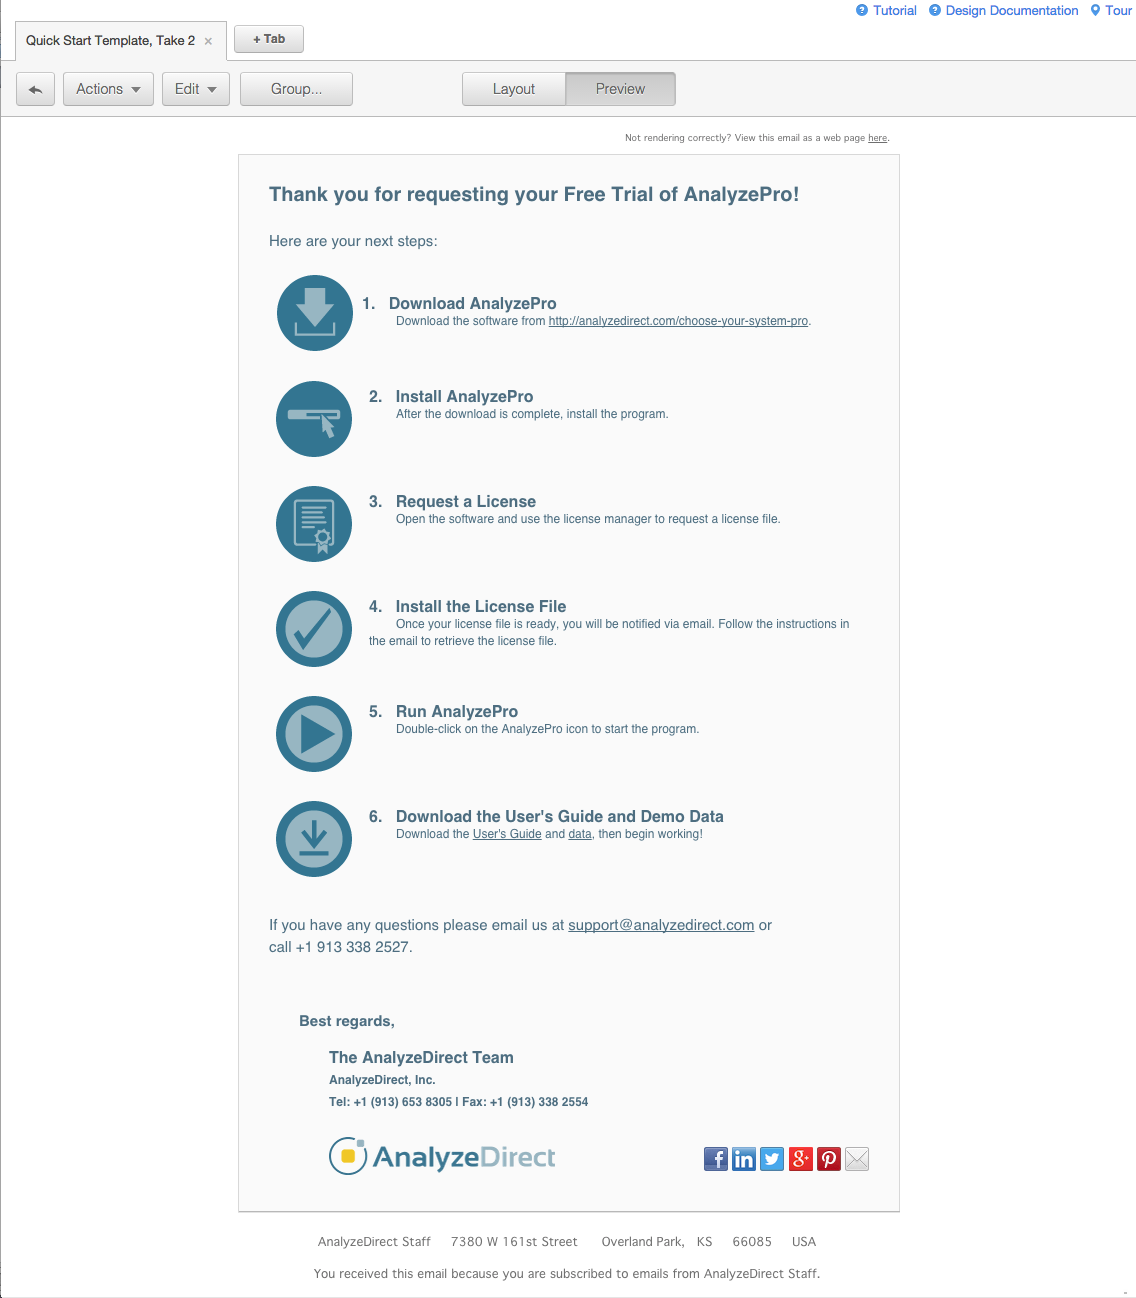 Tutorial Design Documentation Tour
Quick Start Template, Take 2 × + Tab
Actions Edit Group... Layout Preview
Not rendering correctly? View this email as a web page here.
Thank you for requesting your Free Trial of AnalyzePro!
Here are your next steps:
1. Download AnalyzePro
Download the software from http://analyzedirect.com/choose-your-system-pro.
2. Install AnalyzePro
After the download is complete, install the program.
3. Request a License
Open the software and use the license manager to request a license file.
4. Install the License File
Once your license file is ready, you will be notified via email. Follow the instructions in
the email to retrieve the license file.
5. Run AnalyzePro
Double-click on the AnalyzePro icon to start the program.
6. Download the User's Guide and Demo Data
Download the User's Guide and data, then begin working!
If you have any questions please email us at support@analyzedirect.com or
call +1 913 338 2527.
Best regards,
The AnalyzeDirect Team
AnalyzeDirect, Inc.
Tel: +1 (913) 653 8305 | Fax: +1 (913) 338 2554
AnalyzeDirect
AnalyzeDirect Staff 7380 W 161st Street Overland Park, KS 66085 USA
You received this email because you are subscribed to emails from AnalyzeDirect Staff.